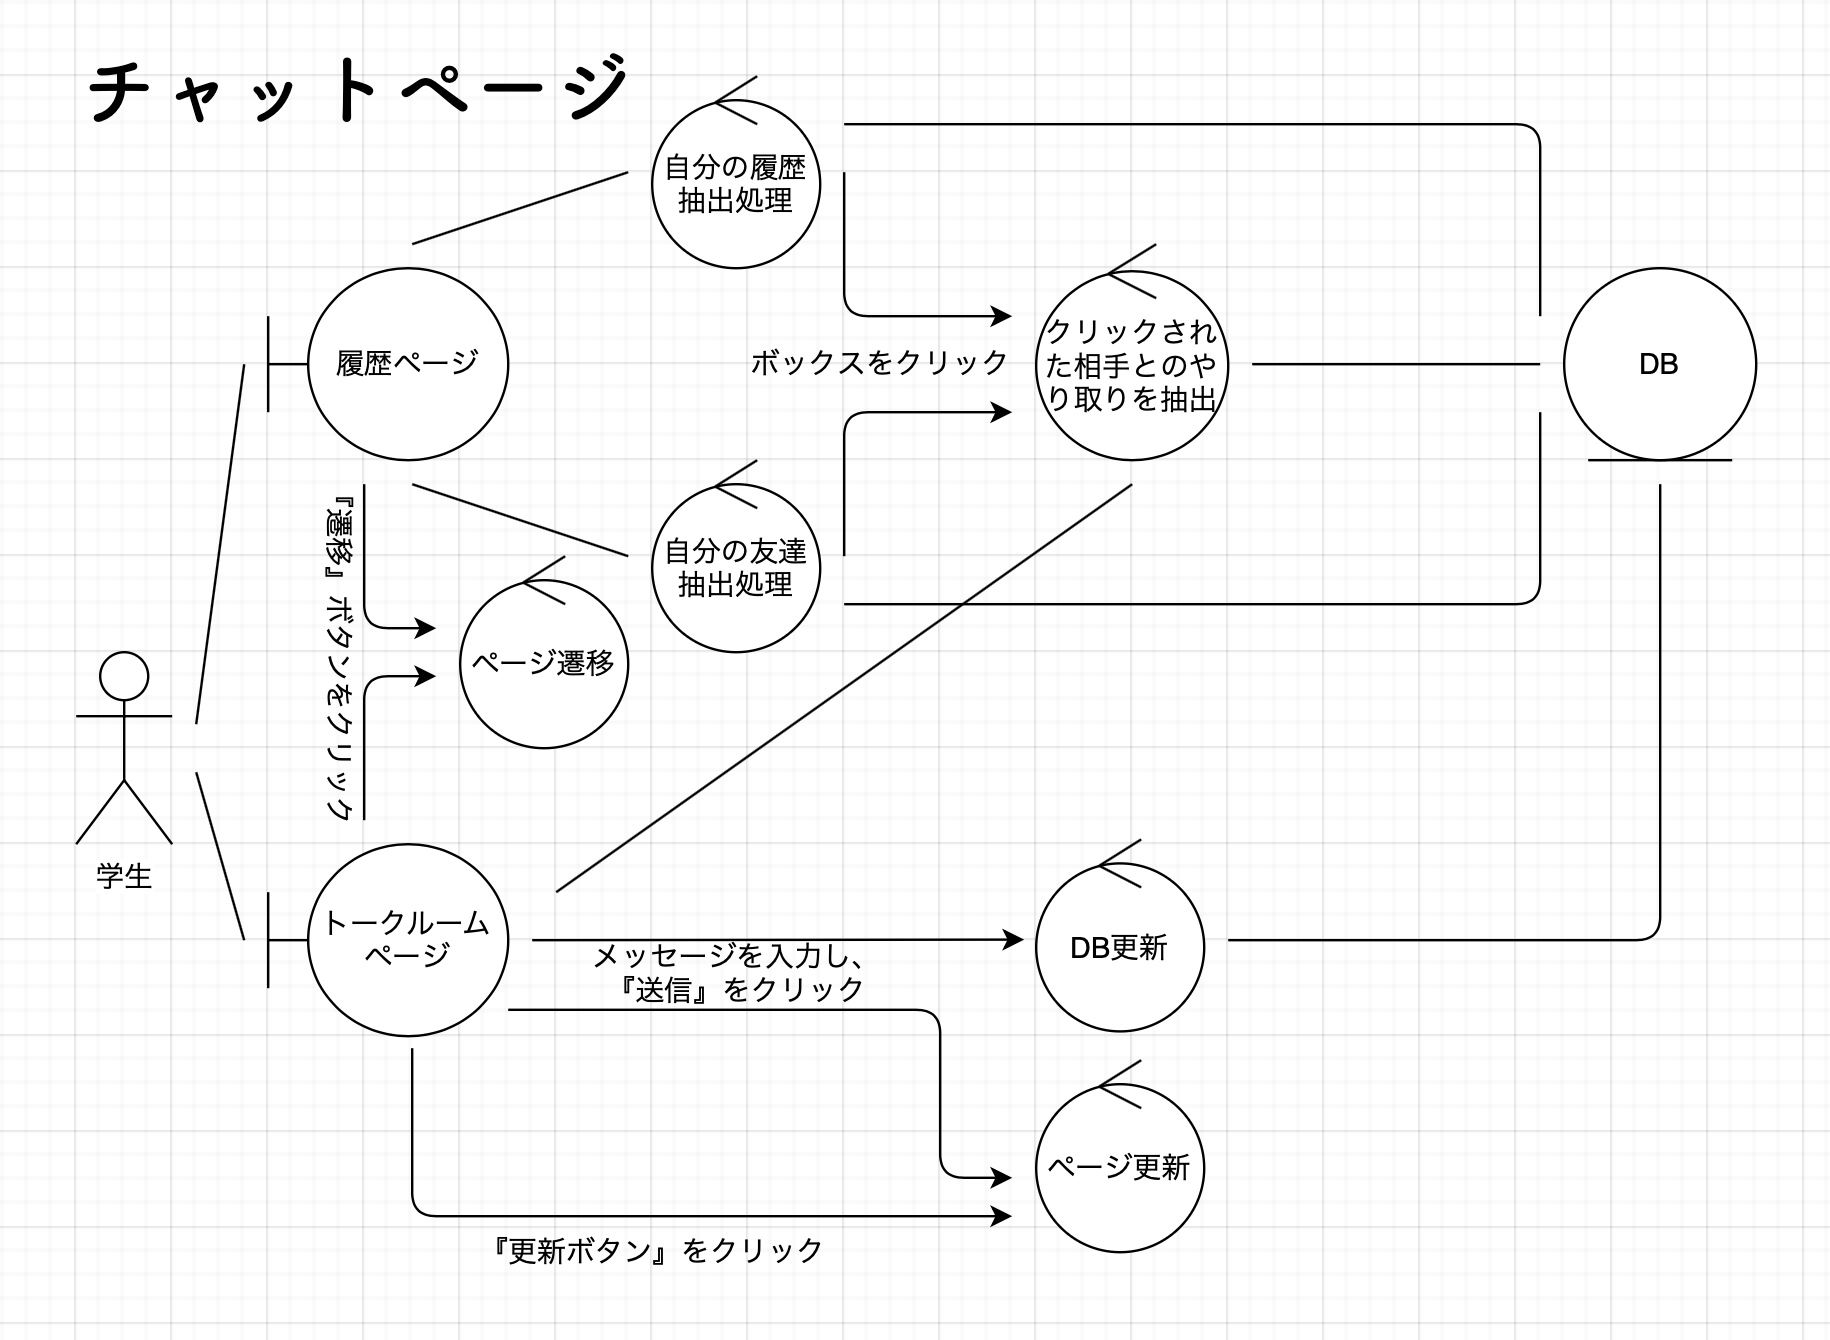 チャットページ
自分の履歴
抽出処理
履歴ページ
ボックスをクリック
クリックされ
た相手とのや
り取りを抽出
DB
『遷移』ボタンをクリック
自分の友達
抽出処理
ページ遷移
学生
トークルーム
ページ
メッセージを入力し、
『送信』をクリック
DB更新
ページ更新
『更新ボタン』をクリック